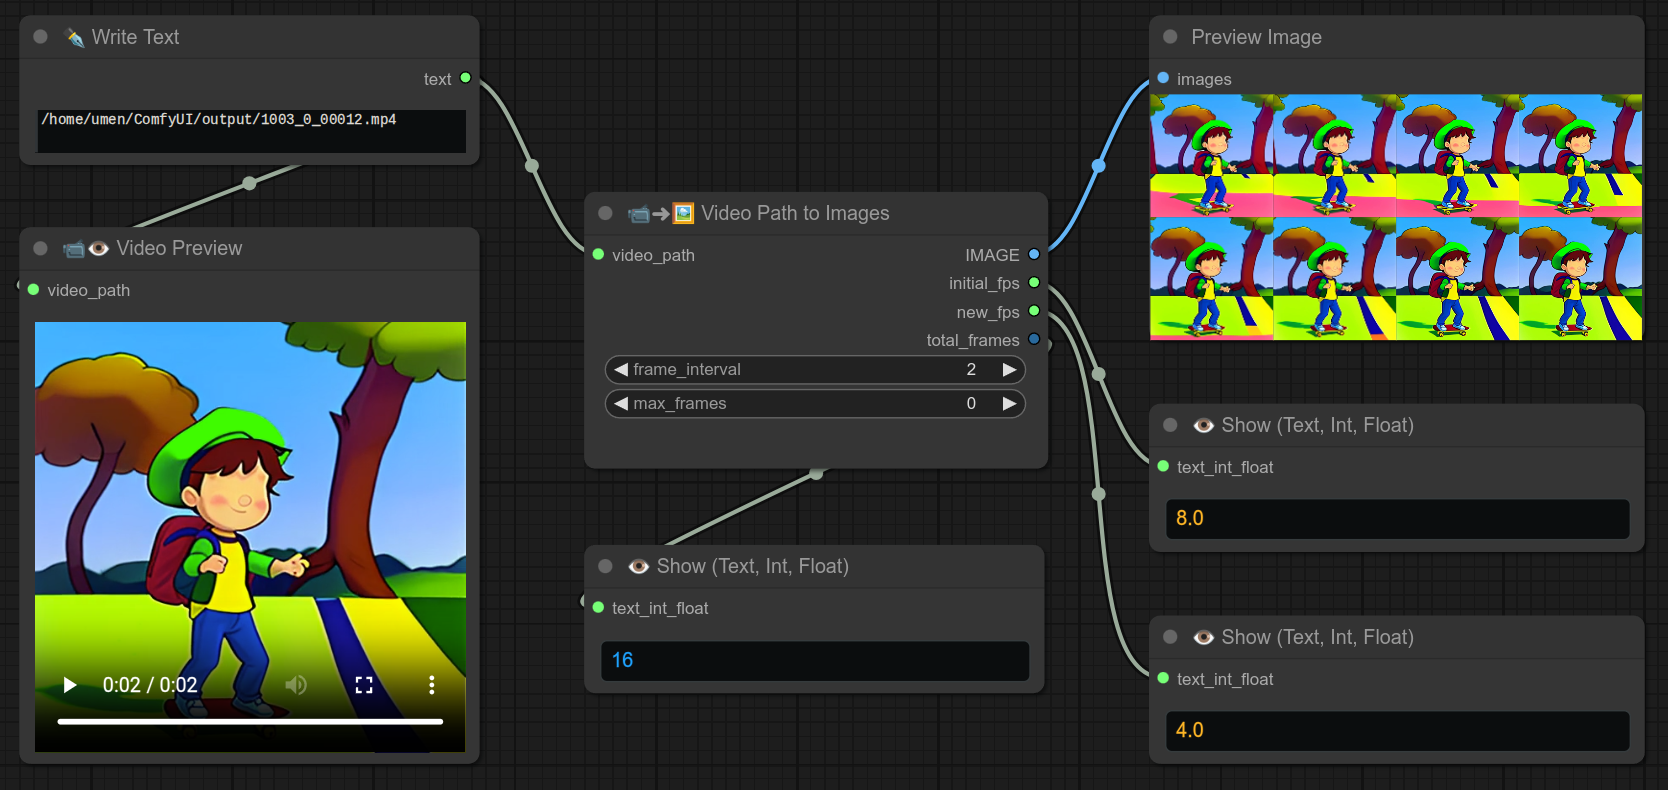 Write Text
text
/home/umen/ComfyUI/output/1003_0_00012.mp4
Video Preview
video_path
0:02 / 0:02
Video Path to Images
video_path
IMAGE
initial_fps
new_fps
total_frames
frame_interval 2
max_frames 0
Show (Text, Int, Float)
text_int_float
16
Preview Image
images
Show (Text, Int, Float)
text_int_float
8.0
Show (Text, Int, Float)
text_int_float
4.0